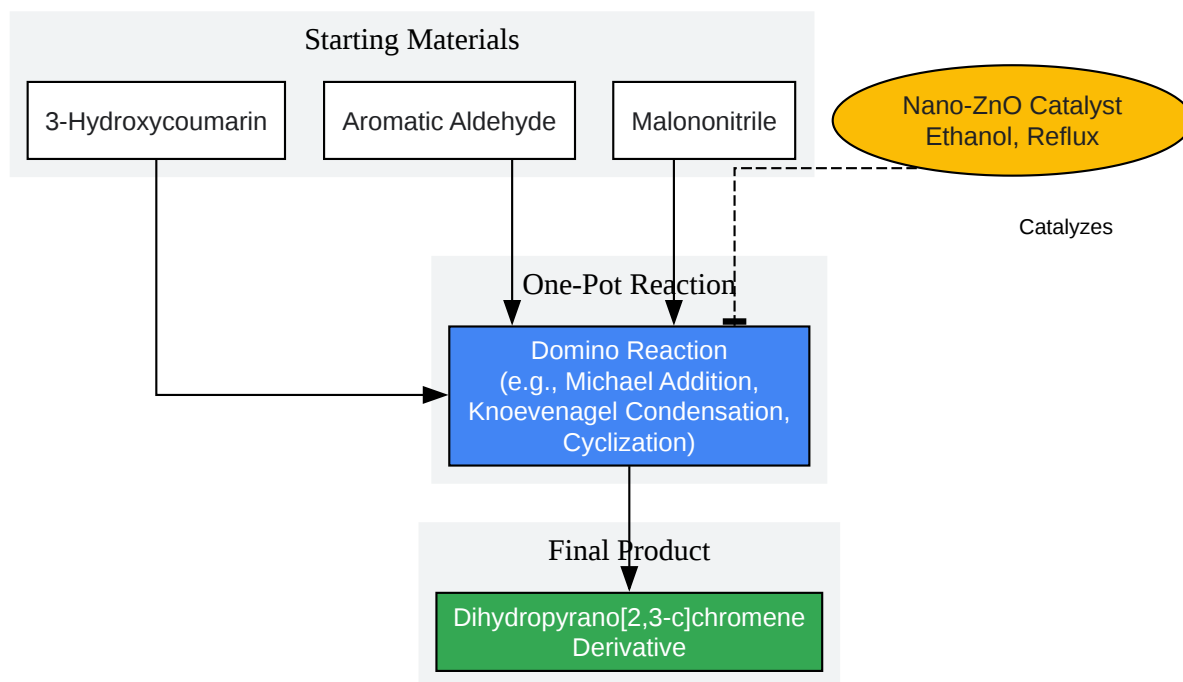 Starting Materials
3-Hydroxycoumarin
Aromatic Aldehyde
Malononitrile
Nano-ZnO Catalyst
Ethanol, Reflux
Catalyzes
One-Pot Reaction
Domino Reaction
(e.g., Michael Addition,
Knoevenagel Condensation,
Cyclization)
Final Product
Dihydropyrano[2,3-c]chromene
Derivative